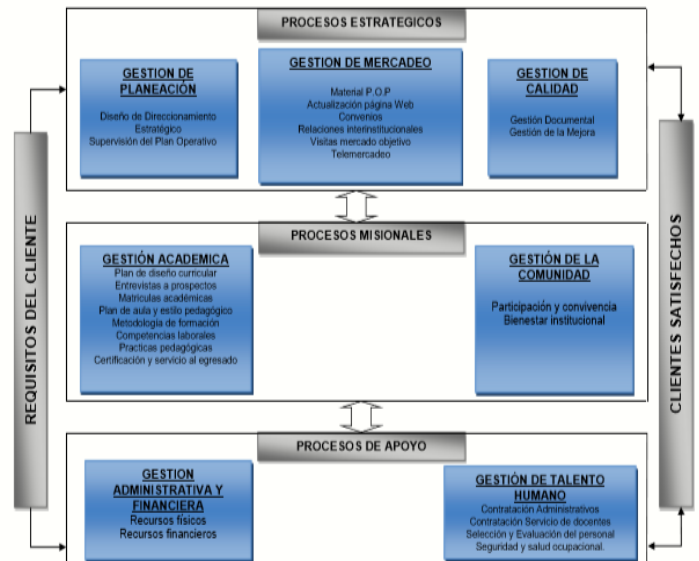 PROCESOS ESTRATEGICOS
GESTION DE
PLANEACIÓN
Diseño de Direccionamiento
Estratégico
Supervisión del Plan Operativo
GESTION DE MERCADEO
Material P.O.P
Actualización página Web
Convenios
Relaciones interinstitucionales
Visitas mercado objetivo
Telemercadeo
GESTION DE
CALIDAD
Gestión Documental
Gestión de la Mejora
REQUISITOS DEL CLIENTE
CLIENTES SATISFECHOS
PROCESOS MISIONALES
GESTIÓN ACADEMICA
Plan de diseño curricular
Entrevistas a prospectos
Matriculas académicas
Plan de aula y estilo pedagógico
Metodología de formación
Competencias laborales
Practicas pedagógicas
Certificación y servicio al egresado
GESTIÓN DE LA
COMUNIDAD
Participación y convivencia
Bienestar institucional
PROCESOS DE APOYO
GESTION
ADMINISTRATIVA Y
FINANCIERA
Recursos físicos
Recursos financieros
GESTIÓN DE TALENTO
HUMANO
Contratación Administrativos
Contratación Servicio de docentes
Selección y Evaluación del personal
Seguridad y salud ocupacional.